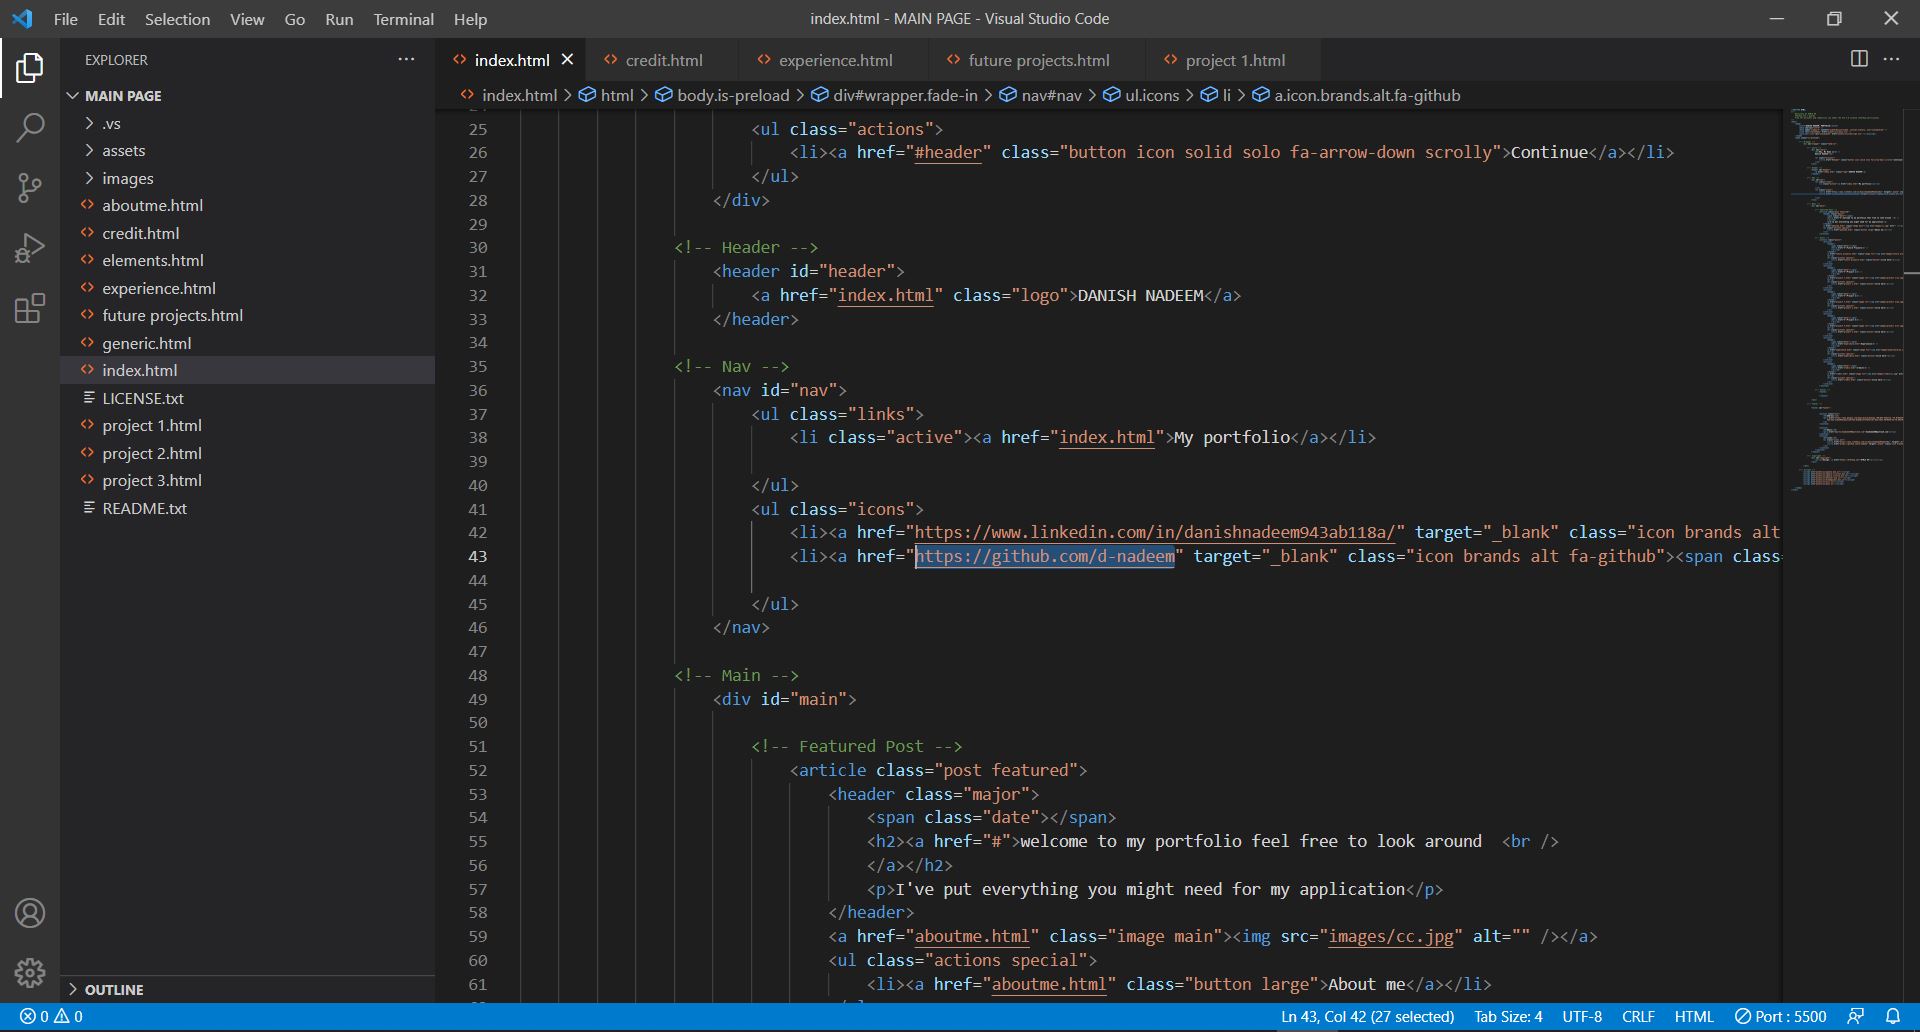 File Edit Selection View Go Run Terminal Help
index.html - MAIN PAGE - Visual Studio Code
EXPLORER
MAIN PAGE
.vs
assets
images
aboutme.html
credit.html
elements.html
experience.html
future projects.html
generic.html
index.html
LICENSE.txt
project 1.html
project 2.html
project 3.html
README.txt
OUTLINE
index.html credit.html experience.html future projects.html project 1.html
index.html > html > body.is-preload > div#wrapper.fade-in > nav#nav > ul.icons > li > a.icon.brands.alt.fa-github
25 <ul class="actions">
26 <li><a href="#header" class="button icon solid solo fa-arrow-down scrolly">Continue</a></li>
27 </ul>
28 </div>
29
30 <!-- Header -->
31 <header id="header">
32 <a href="index.html" class="logo">DANISH NADEEM</a>
33 </header>
34
35 <!-- Nav -->
36 <nav id="nav">
37 <ul class="links">
38 <li class="active"><a href="index.html">My portfolio</a></li>
39
40 </ul>
41 <ul class="icons">
42 <li><a href="https://www.linkedin.com/in/danishnadeem943ab118a/" target="_blank" class="icon brands alt
43 <li><a href="https://github.com/d-nadeem" target="_blank" class="icon brands alt fa-github"><span class=
44
45 </ul>
46 </nav>
47
48 <!-- Main -->
49 <div id="main">
50
51 <!-- Featured Post -->
52 <article class="post featured">
53 <header class="major">
54 <span class="date"></span>
55 <h2><a href="#">welcome to my portfolio feel free to look around <br />
56 </a></h2>
57 <p>I've put everything you might need for my application</p>
58 </header>
59 <a href="aboutme.html" class="image main"><img src="images/cc.jpg" alt="" /></a>
60 <ul class="actions special">
61 <li><a href="aboutme.html" class="button large">About me</a></li>
0 0
Ln 43, Col 42 (27 selected) Tab Size: 4 UTF-8 CRLF HTML Port : 5500